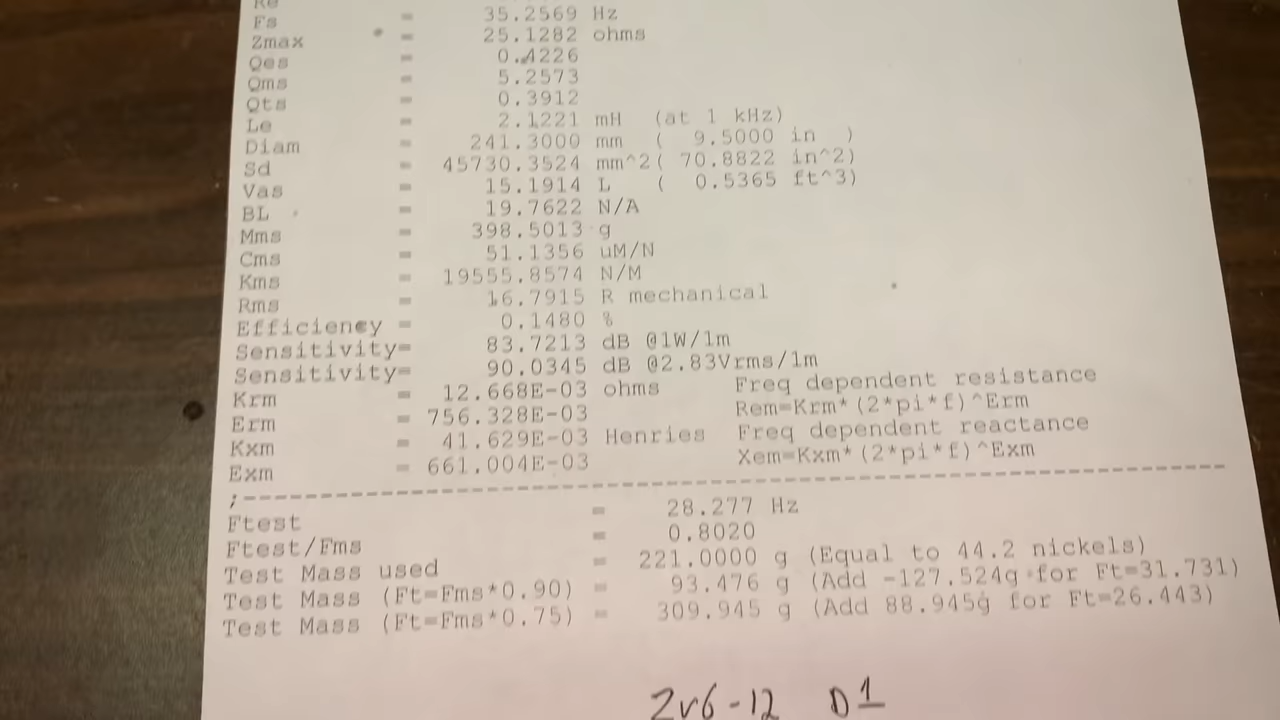 Re
Fs = 35.2569 Hz
Zmax = 25.1282 ohms
Qes = 0.4226
Qms = 5.2573
Qts = 0.3912
Le = 2.1221 mH (at 1 kHz)
Diam = 241.3000 mm ( 9.5000 in )
Sd = 45730.3524 mm^2( 70.8822 in^2)
Vas = 15.1914 L ( 0.5365 ft^3)
BL = 19.7622 N/A
Mms = 398.5013 g
Cms = 51.1356 uM/N
Kms = 19555.8574 N/M
Rms = 16.7915 R mechanical
Efficiency = 0.1480 %
Sensitivity= 83.7213 dB @1W/1m
Sensitivity= 90.0345 dB @2.83Vrms/1m
Krm = 12.668E-03 ohms Freq dependent resistance
Erm = 756.328E-03 Rem=Krm*(2*pi*f)^Erm
Kxm = 41.629E-03 Henries Freq dependent reactance
Exm = 661.004E-03 Xem=Kxm*(2*pi*f)^Exm
;------------------------------------------------------------------------
Ftest = 28.277 Hz
Ftest/Fms = 0.8020
Test Mass used = 221.0000 g (Equal to 44.2 nickels)
Test Mass (Ft=Fms*0.90) = 93.476 g (Add -127.524g for Ft=31.731)
Test Mass (Ft=Fms*0.75) = 309.945 g (Add 88.945g for Ft=26.443)
Zv6-12 D1